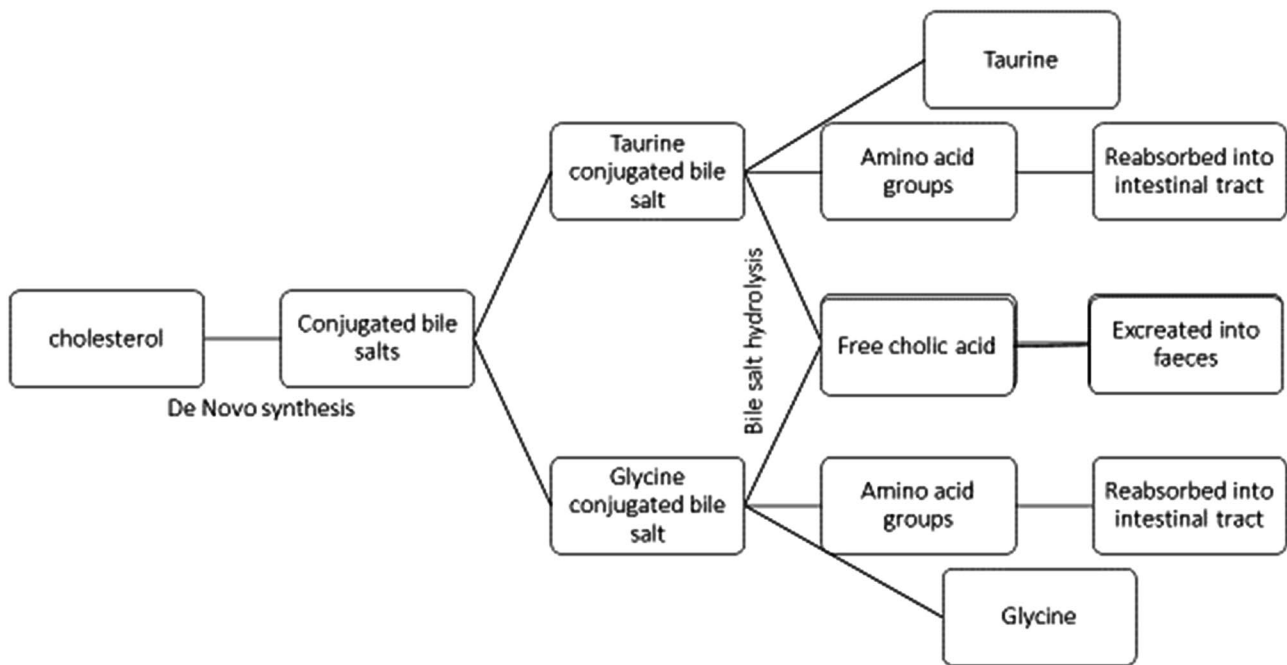 Taurine
Taurine
conjugated bile
salt
Amino acid
groups
Reabsorbed into
intestinal tract
cholesterol
De Novo synthesis
Conjugated bile
salts
Bile salt hydrolysis
Free cholic acid
Excreated into
faeces
Glycine
conjugated bile
salt
Amino acid
groups
Reabsorbed into
intestinal tract
Glycine